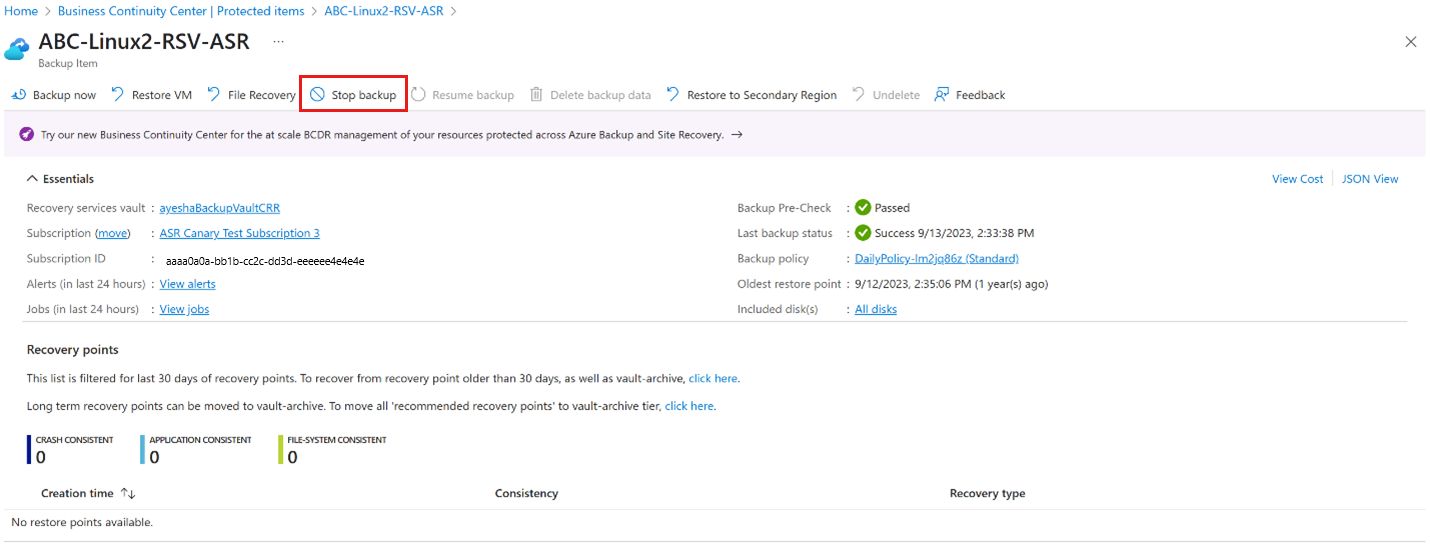 Home > Business Continuity Center | Protected items > ABC-Linux2-RSV-ASR >
ABC-Linux2-RSV-ASR ...
Backup Item
Backup now Restore VM File Recovery Stop backup Resume backup Delete backup data Restore to Secondary Region Undelete Feedback
Try our new Business Continuity Center for the at scale BCDR management of your resources protected across Azure Backup and Site Recovery. →
Essentials View Cost JSON View
Recovery services vault : ayeshaBackupVaultCRR Backup Pre-Check : Passed
Subscription (move) : ASR Canary Test Subscription 3 Last backup status : Success 9/13/2023, 2:33:38 PM
Subscription ID : aaaa0a0a-bb1b-cc2c-dd3d-eeeeee4e4e4e Backup policy : DailyPolicy-lm2jq86z (Standard)
Alerts (in last 24 hours) : View alerts Oldest restore point : 9/12/2023, 2:35:06 PM (1 year(s) ago)
Jobs (in last 24 hours) : View jobs Included disk(s) : All disks
Recovery points
This list is filtered for last 30 days of recovery points. To recover from recovery point older than 30 days, as well as vault-archive, click here.
Long term recovery points can be moved to vault-archive. To move all 'recommended recovery points' to vault-archive tier, click here.
CRASH CONSISTENT APPLICATION CONSISTENT FILE-SYSTEM CONSISTENT
0 0 0
Creation time ↑↓ Consistency Recovery type
No restore points available.